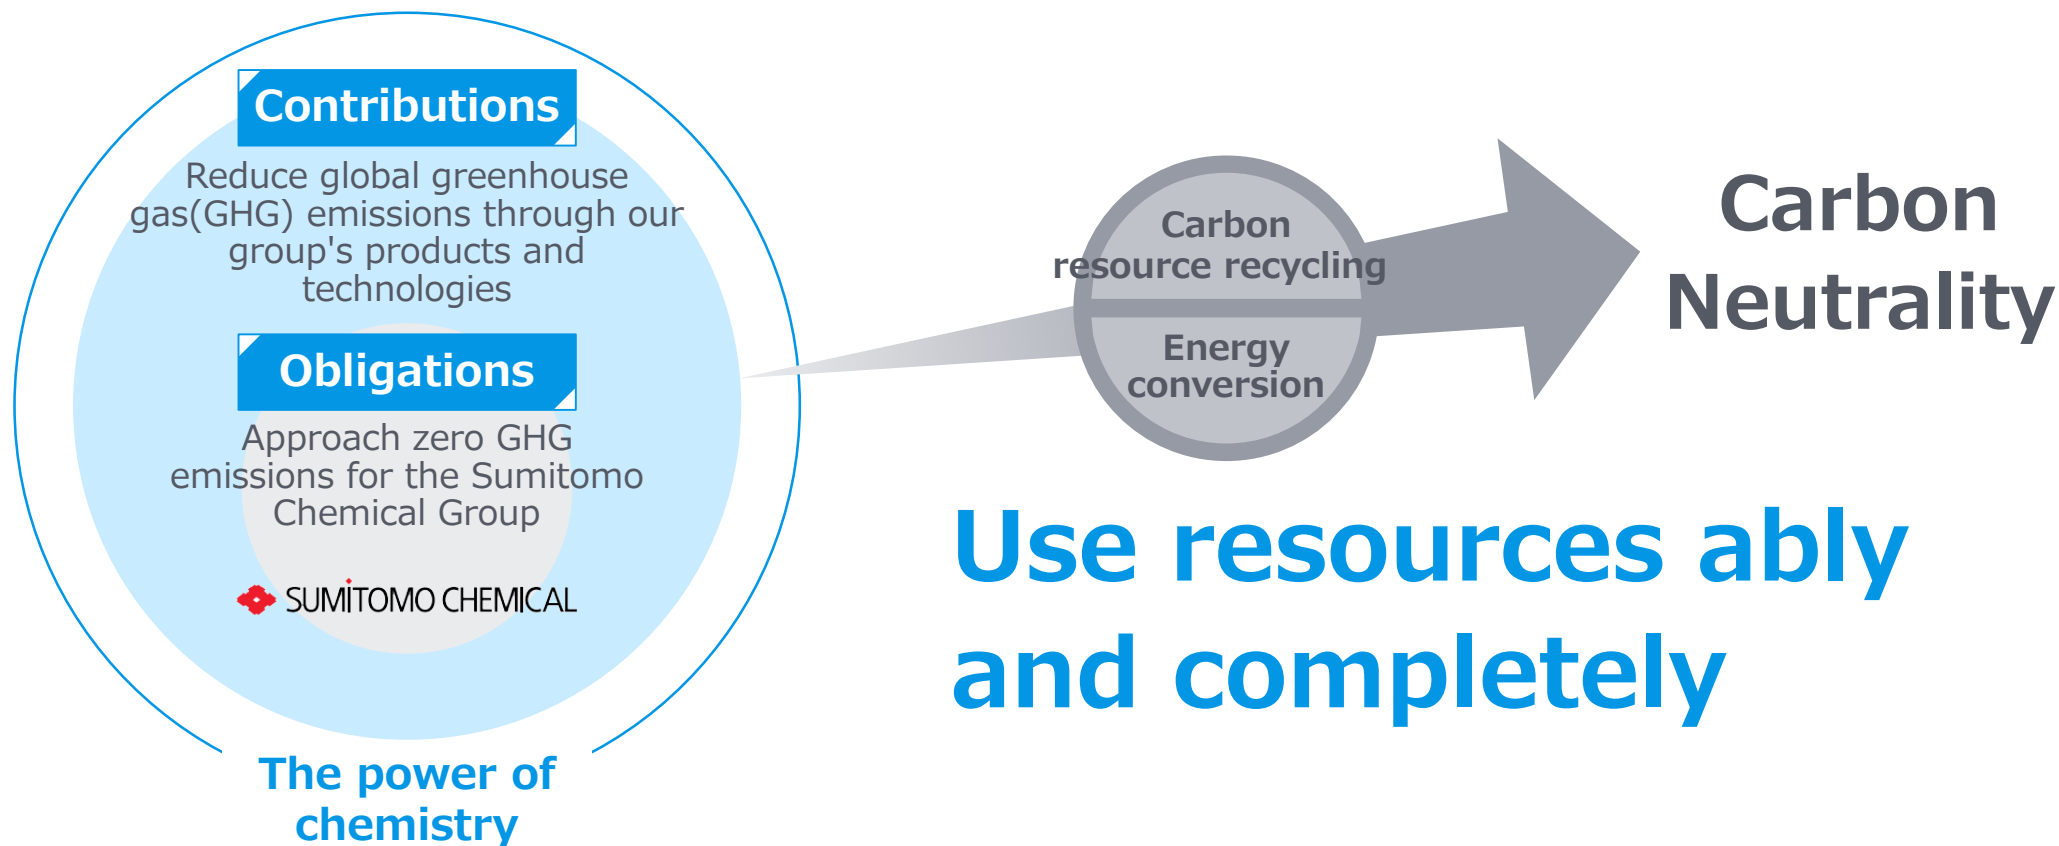 Contributions
Reduce global greenhouse
gas(GHG) emissions through our
group's products and
technologies
Obligations
Approach zero GHG
emissions for the Sumitomo
Chemical Group
SUMITOMO CHEMICAL
The power of
chemistry
Carbon
resource recycling
Energy
conversion
Carbon
Neutrality
Use resources ably
and completely